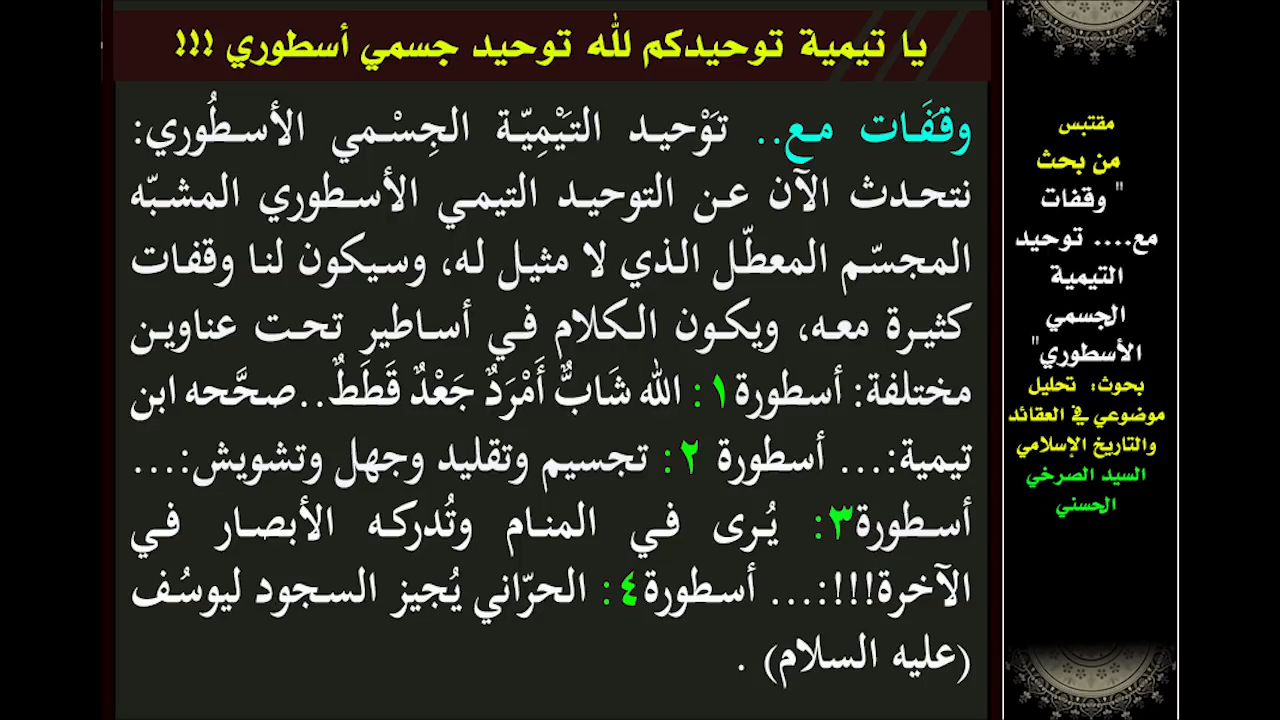 يا تيمية توحيدكم لله توحيد جسمي أسطوري !!!
وقَفَات مع.. تَوْحيد التَيْمِيّة الجِسْمي الأسطُوري:
نتحدث الآن عن التوحيد التيمي الأسطوري المشبّه
المجسّم المعطّل الذي لا مثيل له، وسيكون لنا وقفات
كثيرة معه، ويكون الكلام في أساطير تحت عناوين
مختلفة: أسطورة١: الله شَابٌّ أَمْرَدٌ جَعْدٌ قَطَطٌ..صحَّحه ابن
تيمية:... أسطورة ٢: تجسيم وتقليد وجهل وتشويش:...
أسطورة٣: يُرى في المنام وتُدركه الأبصار في
الآخرة!!!:... أسطورة٤: الحرّاني يُجيز السجود ليوسُف
(عليه السلام) .
مقتبس
من بحث
" وقفات
مع.... توحيد
التيمية
الجسمي
الأسطوري"
بحوث: تحليل
موضوعي في العقائد
والتاريخ الإسلامي
السيد الصرخي
الحسني